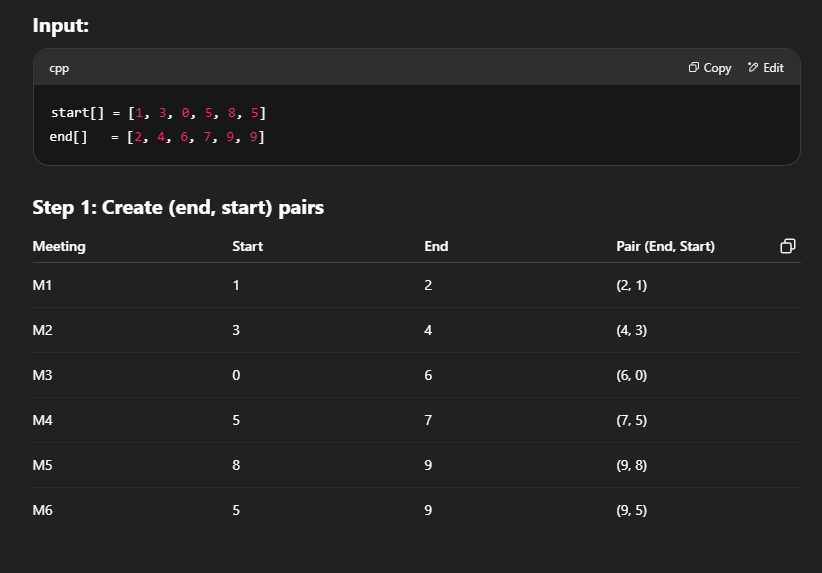 Input:
cpp Copy Edit
start[] = [1, 3, 0, 5, 8, 5]
end[]   = [2, 4, 6, 7, 9, 9]
Step 1: Create (end, start) pairs
Meeting Start End Pair (End, Start)
M1 1 2 (2, 1)
M2 3 4 (4, 3)
M3 0 6 (6, 0)
M4 5 7 (7, 5)
M5 8 9 (9, 8)
M6 5 9 (9, 5)